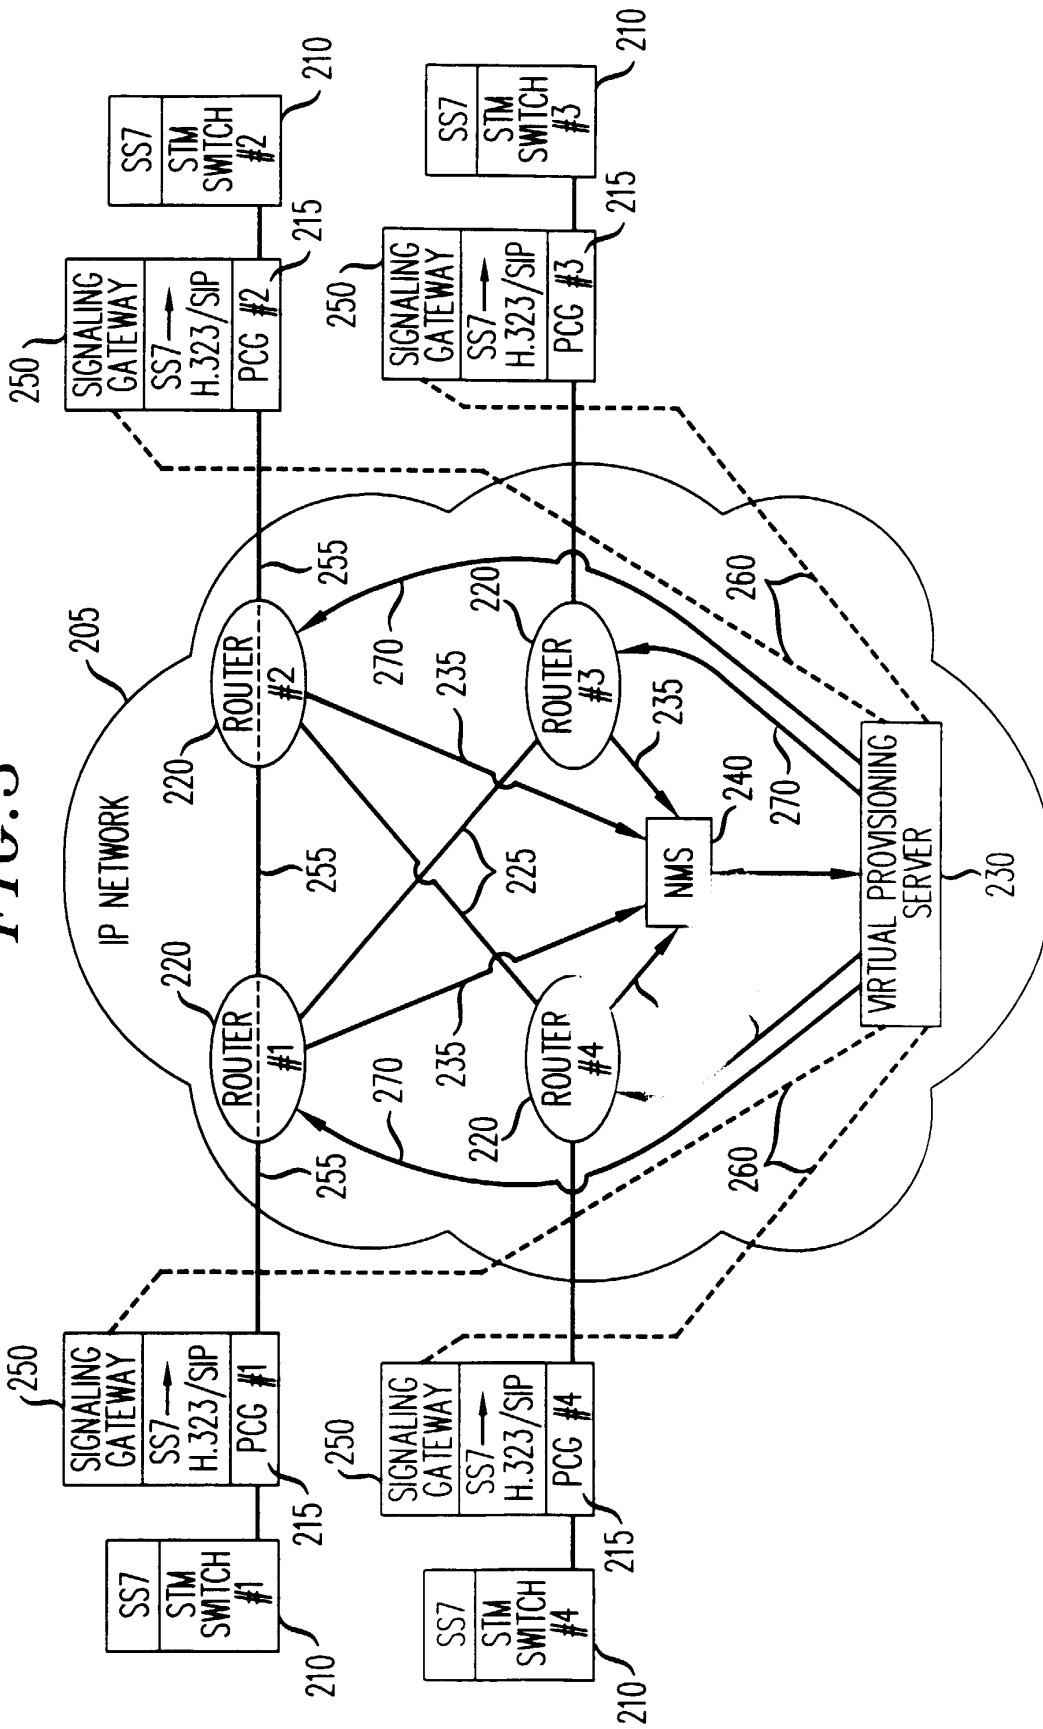 FIG.3
IP NETWORK
205
SS7
STM
SWITCH
#1
210
250
SIGNALING
GATEWAY
SS7
H.323/SIP
PCG #1
215
255
220
ROUTER
#1
255
220
ROUTER
#2
255
250
SIGNALING
GATEWAY
SS7
H.323/SIP
PCG #2
215
SS7
STM
SWITCH
#2
210
270
235
225
235
270
SS7
STM
SWITCH
#4
210
250
SIGNALING
GATEWAY
SS7
H.323/SIP
PCG #4
215
220
ROUTER
#4
220
ROUTER
#3
235
250
SIGNALING
GATEWAY
SS7
H.323/SIP
PCG #3
215
SS7
STM
SWITCH
#3
210
NMS
240
270
260
260
VIRTUAL PROVISIONING
SERVER
230